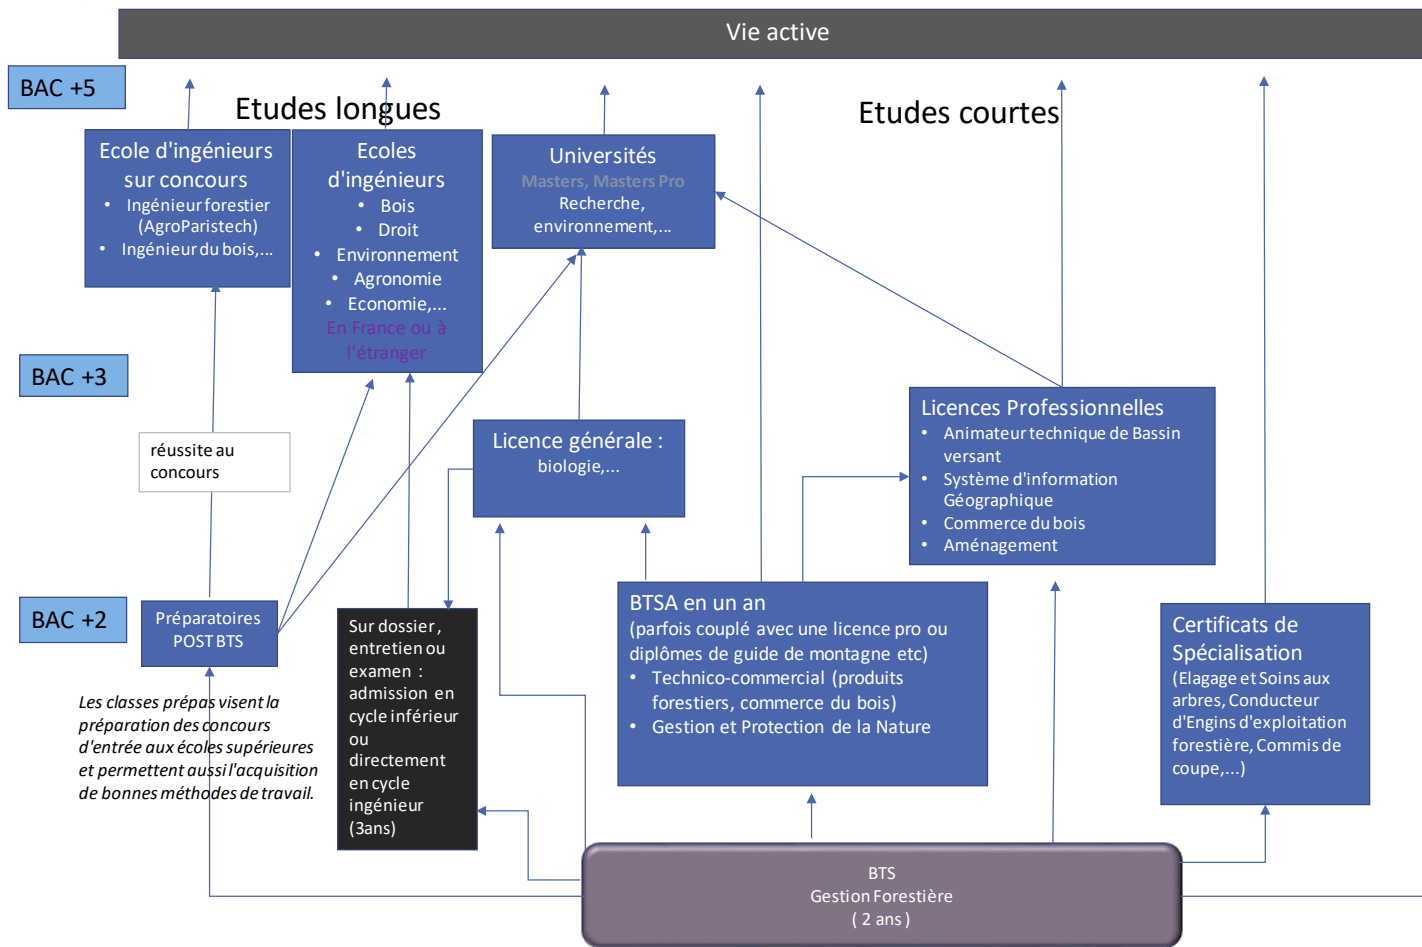 Vie active
BAC +5
Etudes longues
Etudes courtes
Ecole d'ingénieurs
sur concours
• Ingénieur forestier
(AgroParistech)
• Ingénieur du bois,...
Ecoles
d'ingénieurs
• Bois
• Droit
• Environnement
• Agronomie
• Economie,...
En France ou à
l'étranger
Universités
Masters, Masters Pro
Recherche,
environnement,...
BAC +3
réussite au
concours
Licence générale :
biologie,...
Licences Professionnelles
• Animateur technique de Bassin
versant
• Système d'information
Géographique
• Commerce du bois
• Aménagement
BAC +2
Préparatoires
POST BTS
Les classes prépas visent la
préparation des concours
d'entrée aux écoles supérieures
et permettent aussi l'acquisition
de bonnes méthodes de travail.
Sur dossier,
entretien ou
examen :
admission en
cycle inférieur
ou
directement
en cycle
ingénieur
(3ans)
BTSA en un an
(parfois couplé avec une licence pro ou
diplômes de guide de montagne etc)
• Technico-commercial (produits
forestiers, commerce du bois)
• Gestion et Protection de la Nature
Certificats de
Spécialisation
(Elagage et Soins aux
arbres, Conducteur
d'Engins d'exploitation
forestière, Commis de
coupe,...)
BTS
Gestion Forestière
( 2 ans )